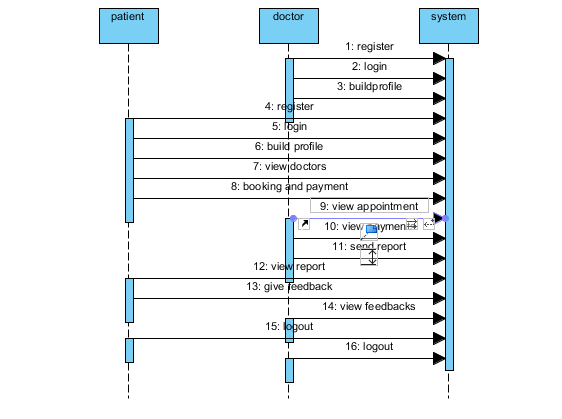 patient
doctor
system
1: register
2: login
3: buildprofile
4: register
5: login
6: build profile
7: view doctors
8: booking and payment
9: view appointment
10: view payment
11: send report
12: view report
13: give feedback
14: view feedbacks
15: logout
16: logout